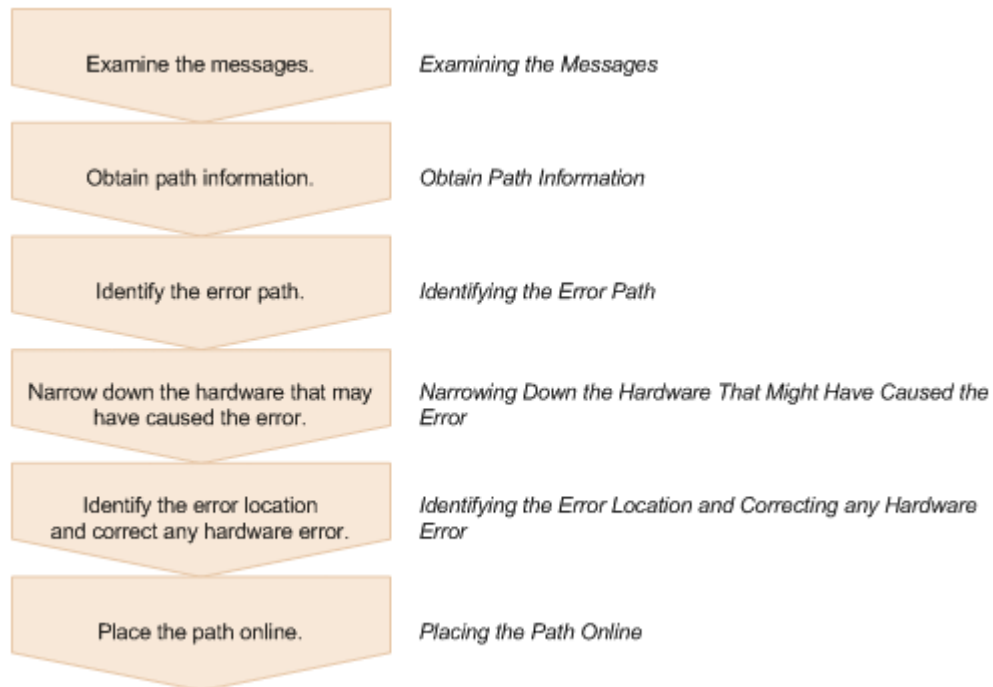 Examine the messages.
Examining the Messages
Obtain path information.
Obtain Path Information
Identify the error path.
Identifying the Error Path
Narrow down the hardware that may
have caused the error.
Narrowing Down the Hardware That Might Have Caused the
Error
Identify the error location
and correct any hardware error.
Identifying the Error Location and Correcting any Hardware
Error
Place the path online.
Placing the Path Online